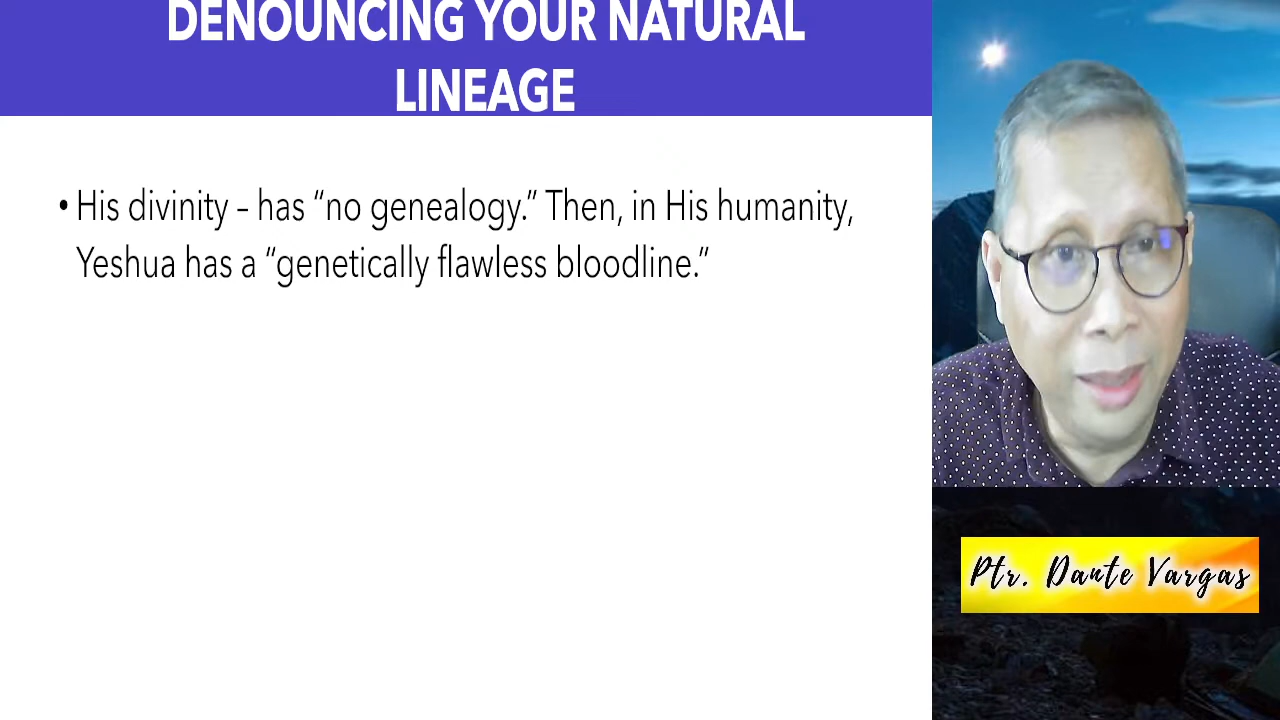 DENOUNCING YOUR NATURAL
LINEAGE
• His divinity – has “no genealogy.” Then, in His humanity,
Yeshua has a “genetically flawless bloodline.”
Ptr. Dante Vargas